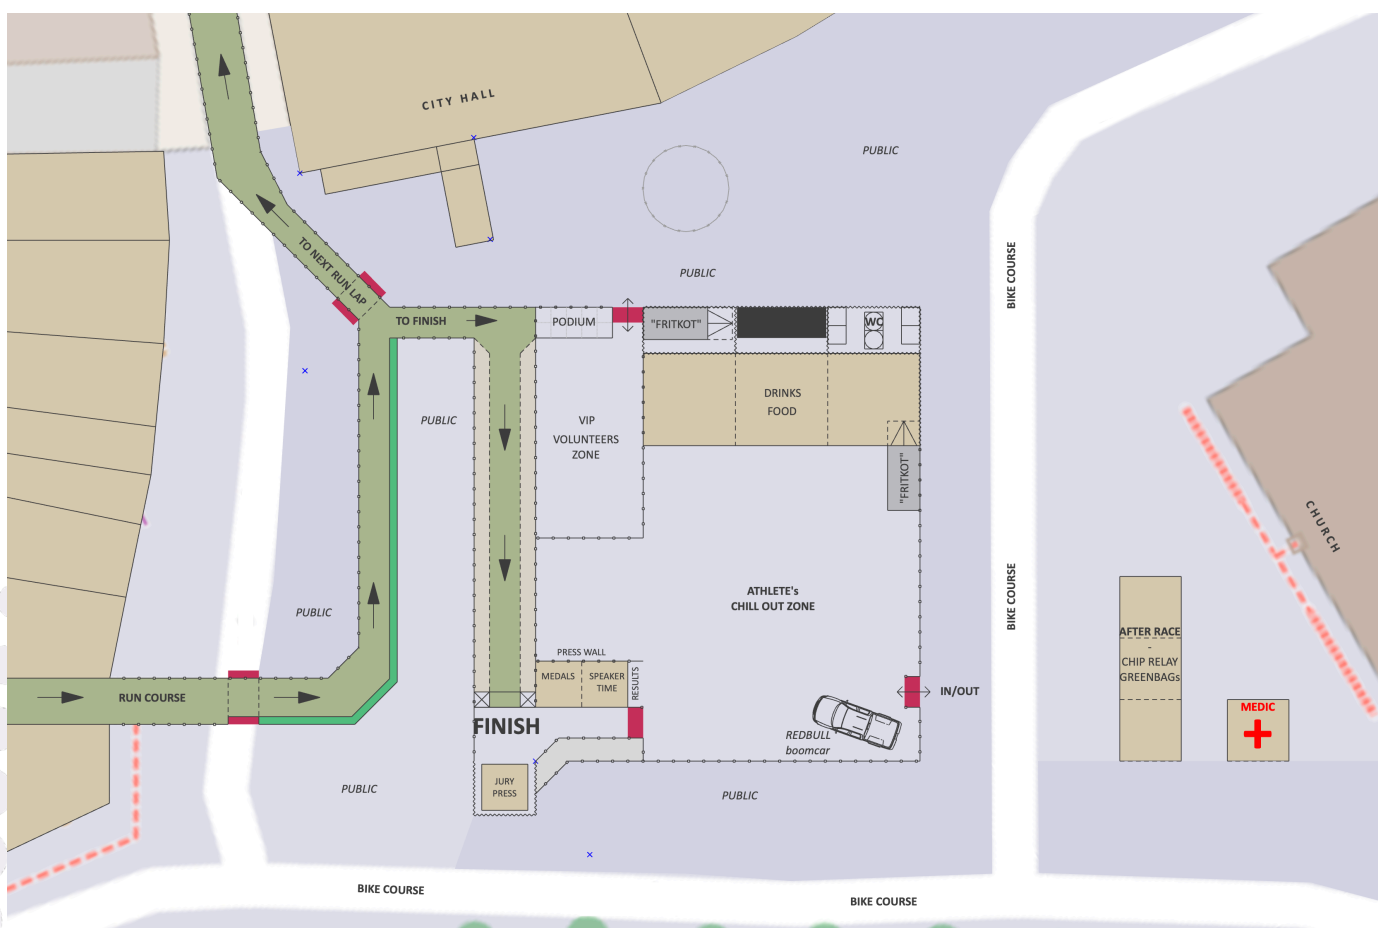 CITY HALL
PUBLIC
PUBLIC
BIKE COURSE
TO NEXT RUN LAP
TO FINISH
PODIUM
"FRITKOT"
WC
DRINKS
FOOD
PUBLIC
VIP
VOLUNTEERS
ZONE
"FRITKOT"
CHURCH
BIKE COURSE
ATHLETE's
CHILL OUT ZONE
PUBLIC
AFTER RACE
-
CHIP RELAY
GREENBAGs
PRESS WALL
MEDALS
SPEAKER
TIME
RESULTS
RUN COURSE
IN/OUT
MEDIC
FINISH
REDBULL
boomcar
JURY
PRESS
PUBLIC
PUBLIC
BIKE COURSE
BIKE COURSE